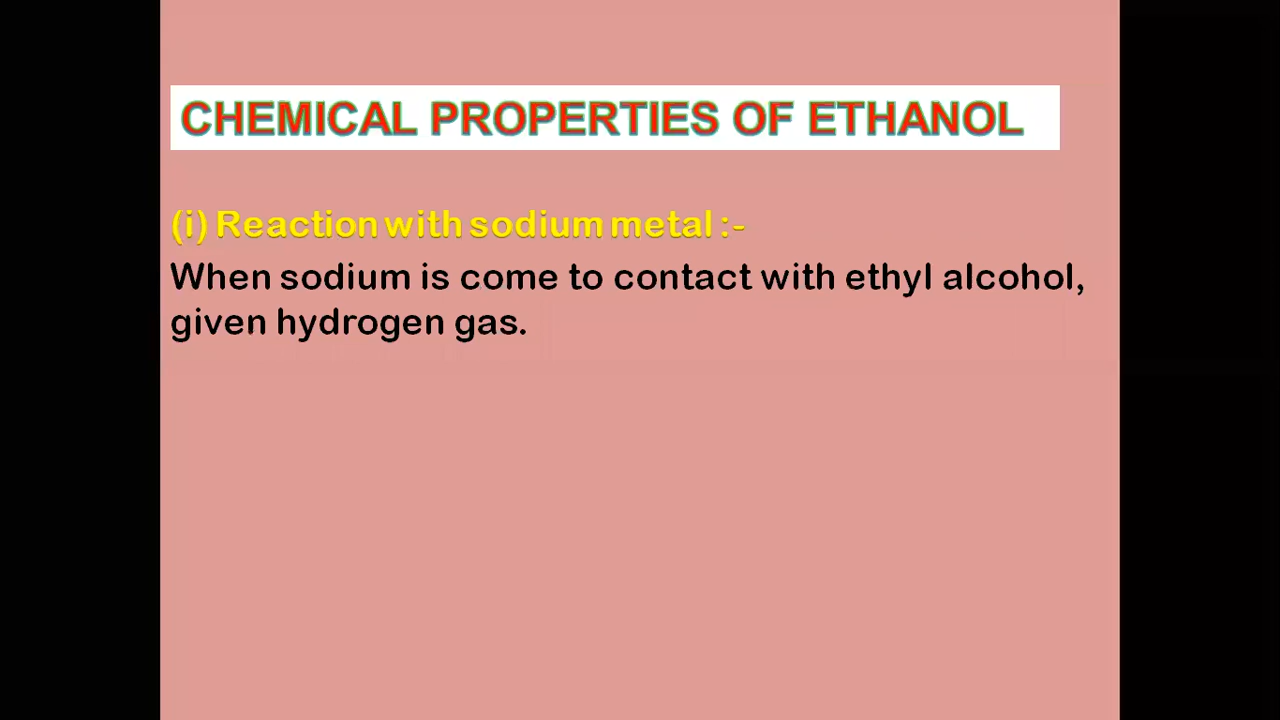 CHEMICAL PROPERTIES OF ETHANOL
(i) Reaction with sodium metal :-
When sodium is come to contact with ethyl alcohol,
given hydrogen gas.